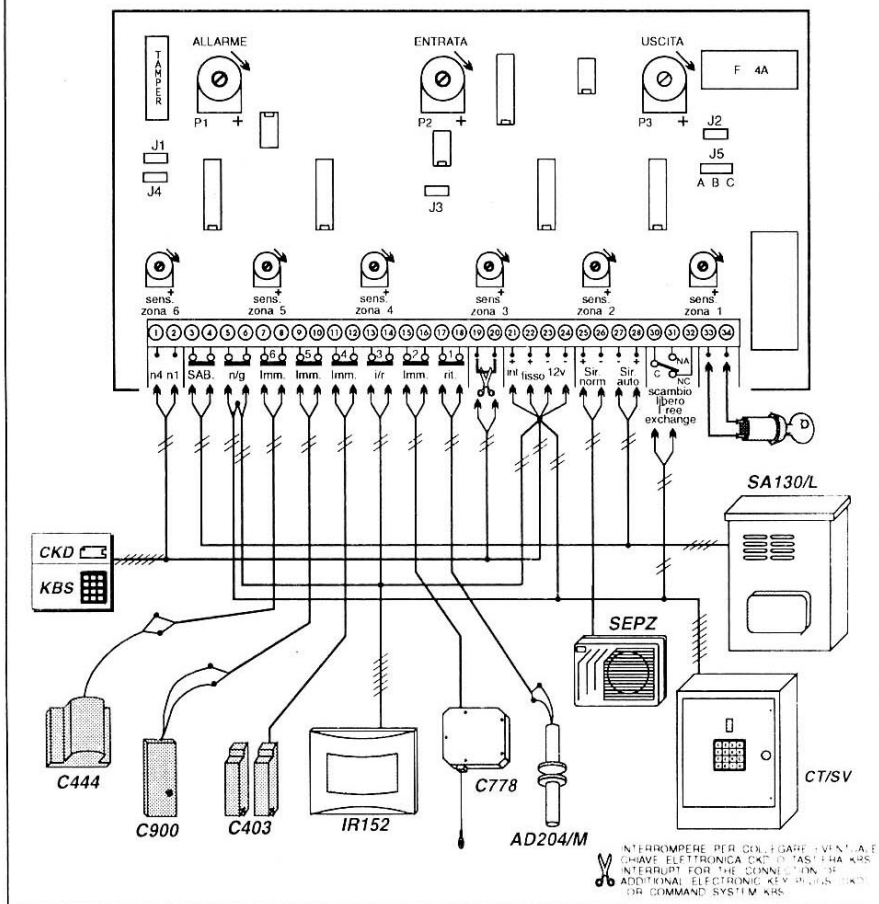 ALLARME ENTRATA USCITA
TAMPER
F 4A
P1 + P2 + P3 +
J1 J2
J4 J3 J5
A B C
sens. zona 6
sens. zona 5
sens. zona 4
sens zona 3
sens. zona 2
sens. zona 1
1 2 3 4 5 6 7 8 9 10 11 12 13 14 15 16 17 18 19 20 21 22 23 24 25 26 27 28 30 31 32 33 34
6 5 4 3 2 1
+ + - - - - + +
n4 n1 SAB. n/g Imm. Imm. Imm. i/r Imm. rit.
int fisso 12v
Sir. norm
Sir. auto
C NA NC
scambio
libero
free
exchange
SA130/L
CKD
KBS
SEPZ
C444
C900
C403
IR152
C778
AD204/M
CT/SV
INTERROMPERE PER COLLEGARE
CHIAVE ELETTRONICA CKD O
INTERRUPT FOR THE CONNECTION OF
ADDITIONAL ELECTRONIC KEY
OR COMMAND SYSTEM